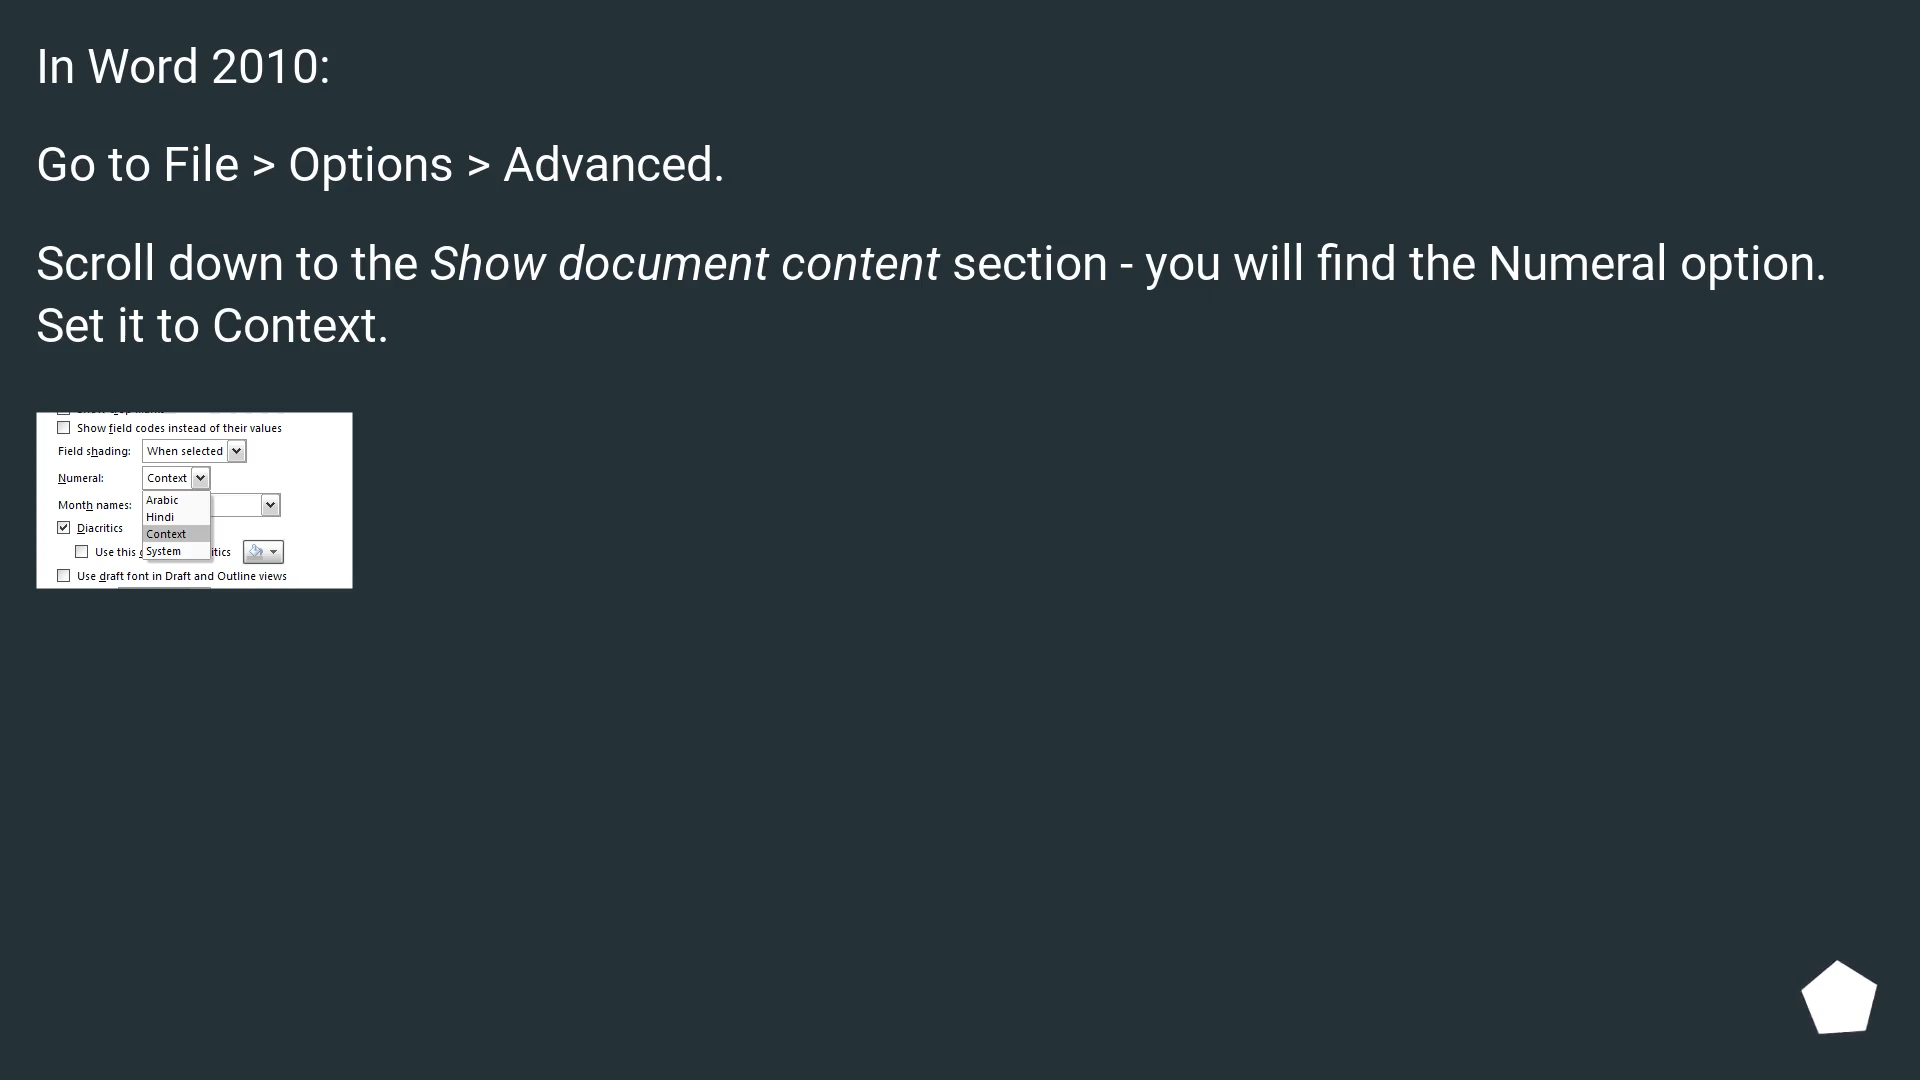 In Word 2010:
Go to File > Options > Advanced.
Scroll down to the Show document content section - you will find the Numeral option.
Set it to Context.
Show field codes instead of their values
Field shading: When selected
Numeral: Context
Arabic
Month names:
Hindi
Diacritics
Context
Use this
System
Use draft font in Draft and Outline views